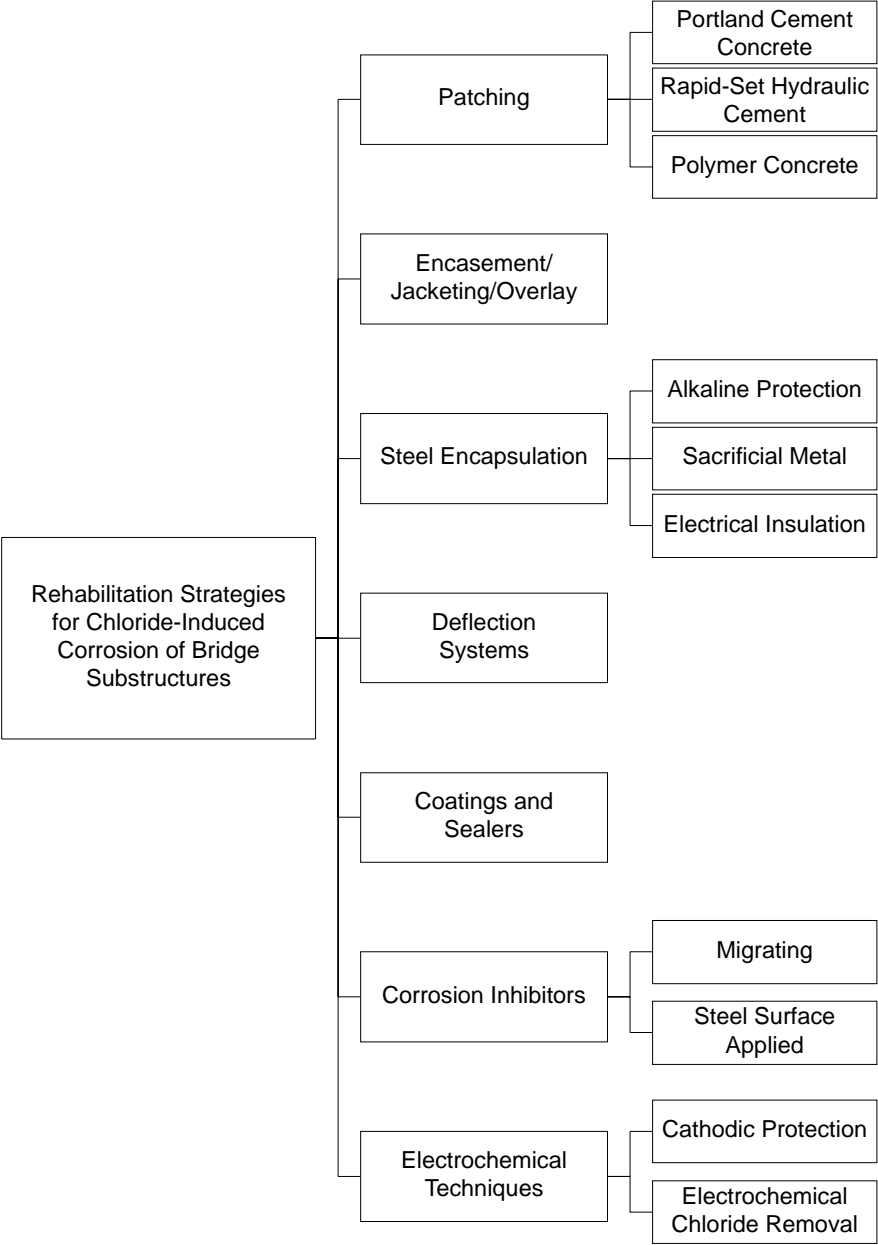 Rehabilitation Strategies
for Chloride-Induced
Corrosion of Bridge
Substructures
Patching
Portland Cement
Concrete
Rapid-Set Hydraulic
Cement
Polymer Concrete
Encasement/
Jacketing/Overlay
Steel Encapsulation
Alkaline Protection
Sacrificial Metal
Electrical Insulation
Deflection
Systems
Coatings and
Sealers
Corrosion Inhibitors
Migrating
Steel Surface
Applied
Electrochemical
Techniques
Cathodic Protection
Electrochemical
Chloride Removal